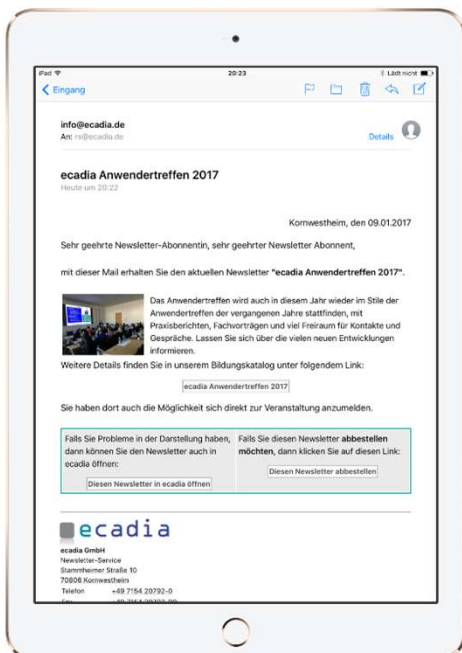 iPad
20:23
Lädt nicht
Eingang
info@ecadia.de
An: rs@ecadia.de
Details
ecadia Anwendertreffen 2017
Heute um 20:22
Kornwestheim, den 09.01.2017
Sehr geehrte Newsletter-Abonnentin, sehr geehrter Newsletter Abonnent,
mit dieser Mail erhalten Sie den aktuellen Newsletter "ecadia Anwendertreffen 2017".
Das Anwendertreffen wird auch in diesem Jahr wieder im Stile der
Anwendertreffen der vergangenen Jahre stattfinden, mit
Praxisberichten, Fachvorträgen und viel Freiraum für Kontakte und
Gespräche. Lassen Sie sich über die vielen neuen Entwicklungen
informieren.
Weitere Details finden Sie in unserem Bildungskatalog unter folgendem Link:
ecadia Anwendertreffen 2017
Sie haben dort auch die Möglichkeit sich direkt zur Veranstaltung anzumelden.
Falls Sie Probleme in der Darstellung haben,
dann können Sie den Newsletter auch in
ecadia öffnen:
Diesen Newsletter in ecadia öffnen
Falls Sie diesen Newsletter abbestellen
möchten, dann klicken Sie auf diesen Link:
Diesen Newsletter abbestellen
ecadia
ecadia GmbH
Newsletter-Service
Stammheimer Straße 10
70806 Kornwestheim
Telefon +49 7154 20792-0